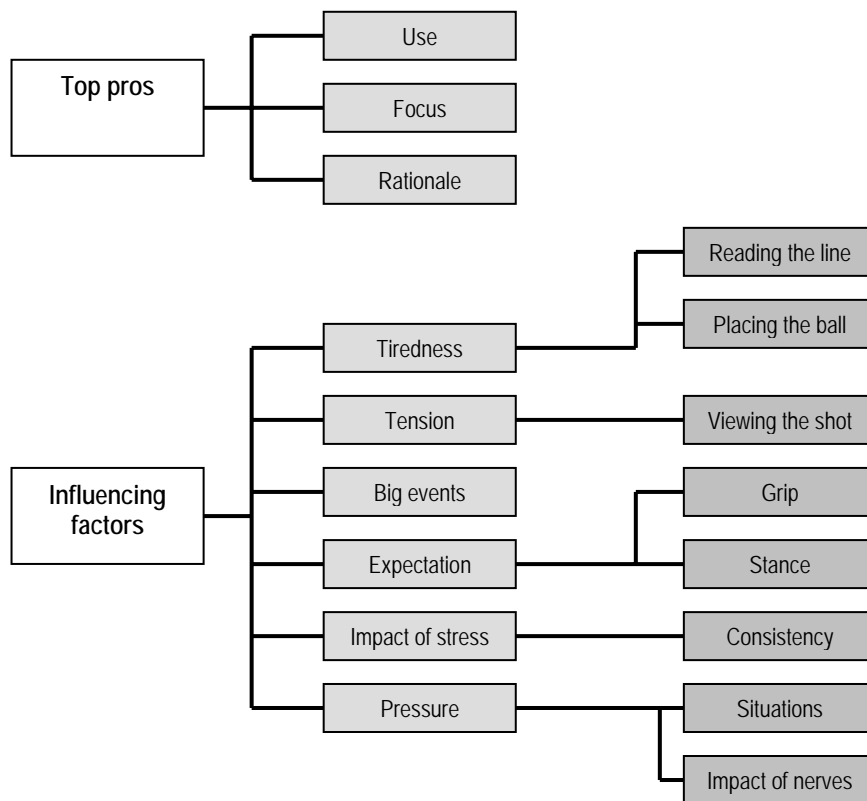 Top pros
Use
Focus
Rationale
Influencing
factors
Tiredness
Reading the line
Placing the ball
Tension
Viewing the shot
Big events
Expectation
Grip
Stance
Impact of stress
Consistency
Pressure
Situations
Impact of nerves